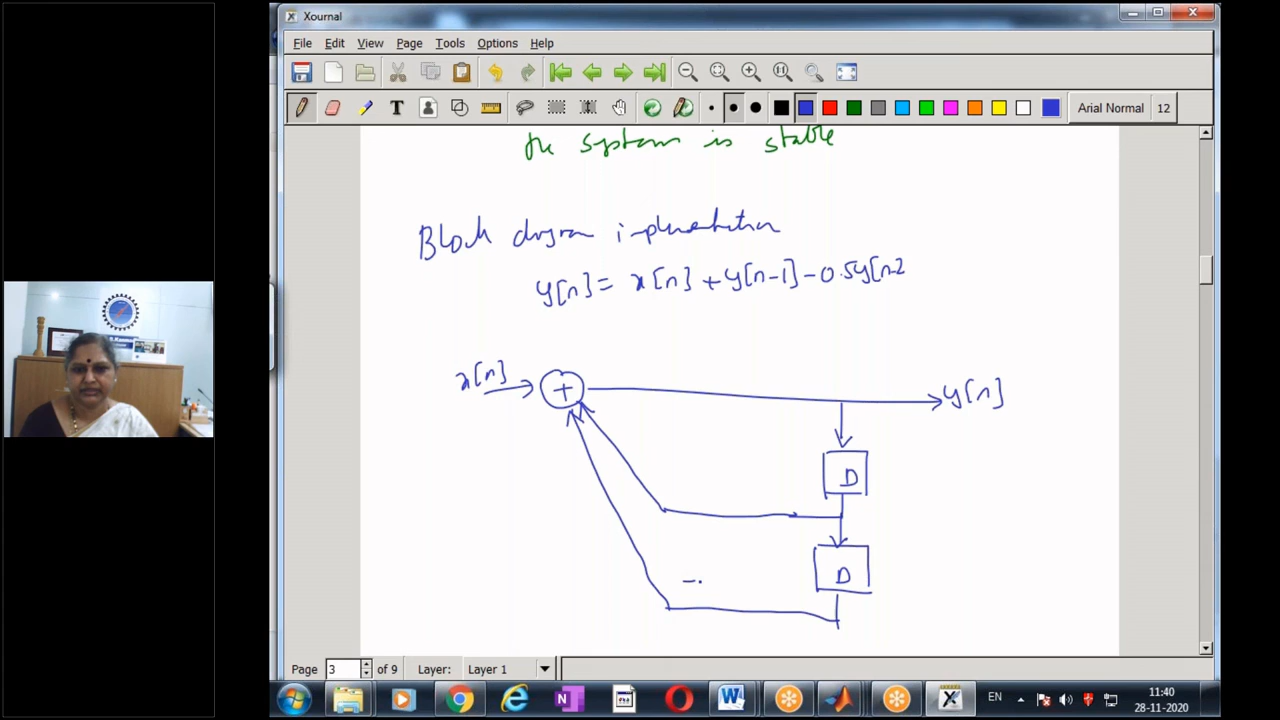 Xournal
File Edit View Page Tools Options Help
T
Arial Normal 12
the system is stable
Block diagram implementation
y[n] = x[n] + y[n-1] - 0.5y[n-2
x[n]
+
y[n]
D
D
-.
Page 3 of 9 Layer: Layer 1
EN
11:40
28-11-2020